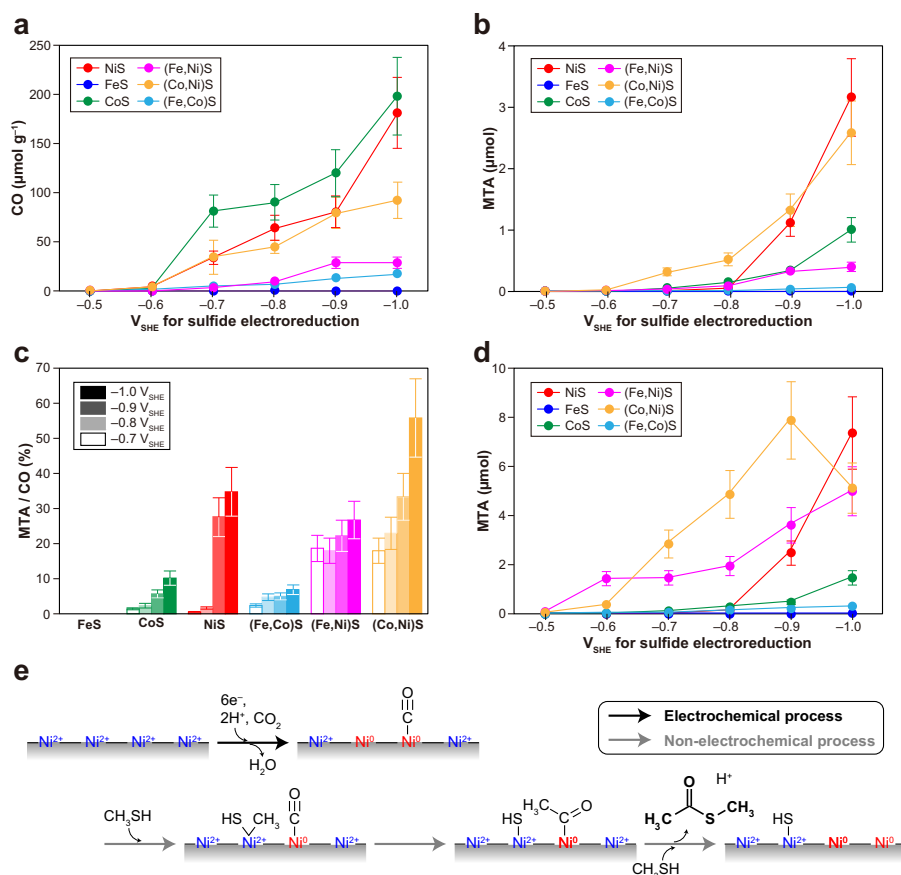 a
250
200
150
100
50
0
CO (μmol g⁻¹)
NiS
FeS
CoS
(Fe,Ni)S
(Co,Ni)S
(Fe,Co)S
−0.5 −0.6 −0.7 −0.8 −0.9 −1.0
V_SHE for sulfide electroreduction
b
4
3
2
1
0
MTA (μmol)
NiS
FeS
CoS
(Fe,Ni)S
(Co,Ni)S
(Fe,Co)S
−0.5 −0.6 −0.7 −0.8 −0.9 −1.0
V_SHE for sulfide electroreduction
c
70
60
50
40
30
20
10
0
MTA / CO (%)
−1.0 V_SHE
−0.9 V_SHE
−0.8 V_SHE
−0.7 V_SHE
FeS CoS NiS (Fe,Co)S (Fe,Ni)S (Co,Ni)S
d
10
8
6
4
2
0
MTA (μmol)
NiS
FeS
CoS
(Fe,Ni)S
(Co,Ni)S
(Fe,Co)S
−0.5 −0.6 −0.7 −0.8 −0.9 −1.0
V_SHE for sulfide electroreduction
e
Ni²⁺ Ni²⁺ Ni²⁺ Ni²⁺
6e⁻,
2H⁺, CO₂
H₂O
O
C
Ni²⁺ Ni⁰ Ni⁰ Ni²⁺
Electrochemical process
Non-electrochemical process
CH₃SH
O
C
HS CH₃
Ni²⁺ Ni²⁺ Ni⁰ Ni²⁺
H₃C O
C
HS
Ni²⁺ Ni²⁺ Ni⁰ Ni²⁺
O H⁺
H₃C S CH₃
CH₃SH
HS
Ni²⁺ Ni²⁺ Ni⁰ Ni⁰